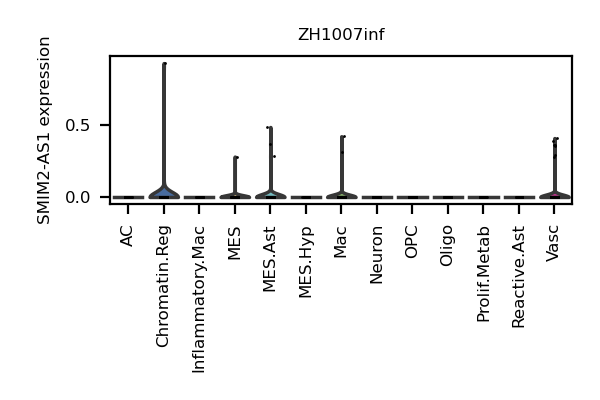 ZH1007inf
SMIM2-AS1 expression
0.5
0.0
AC
Chromatin.Reg
Inflammatory.Mac
MES
MES.Ast
MES.Hyp
Mac
Neuron
OPC
Oligo
Prolif.Metab
Reactive.Ast
Vasc